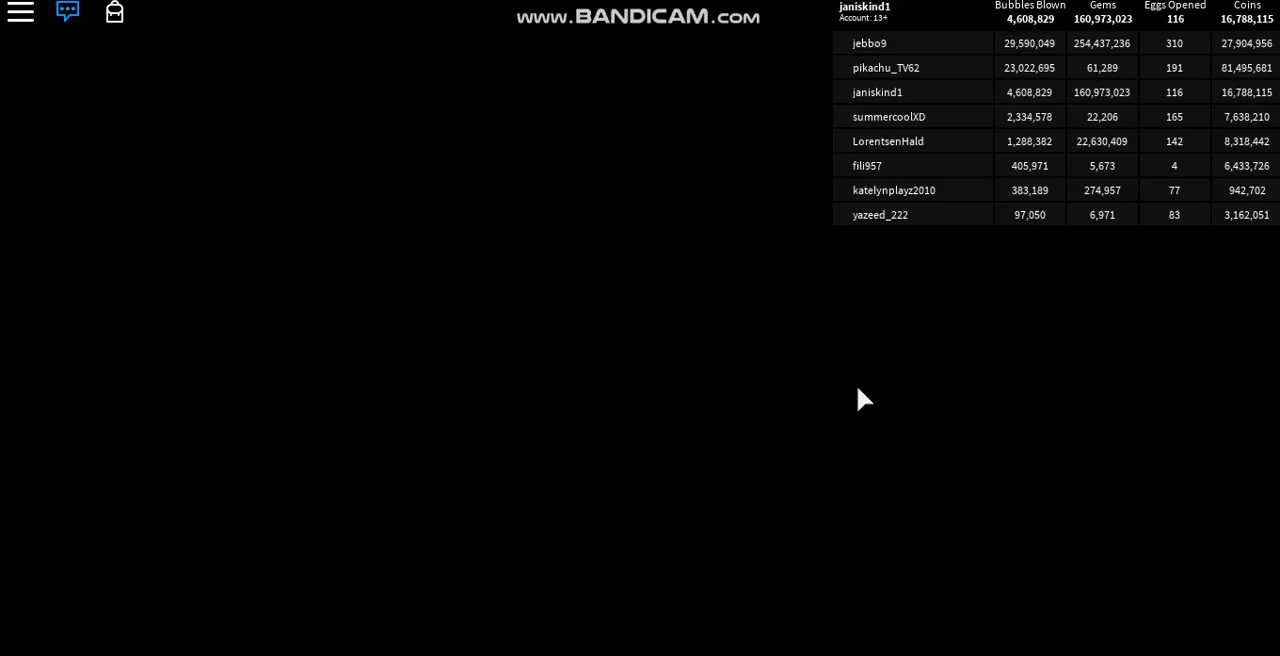 www.BANDICAM.com
janiskind1 Bubbles Blown Gems Eggs Opened Coins
Account: 13+ 4,608,829 160,973,023 116 16,788,115
jebbo9 29,590,049 254,437,236 310 27,904,956
pikachu_TV62 23,022,695 61,289 191 81,495,681
janiskind1 4,608,829 160,973,023 116 16,788,115
summercoolXD 2,334,578 22,206 165 7,638,210
LorentsenHald 1,288,382 22,630,409 142 8,318,442
fili957 405,971 5,673 4 6,433,726
katelynplayz2010 383,189 274,957 77 942,702
yazeed_222 97,050 6,971 83 3,162,051